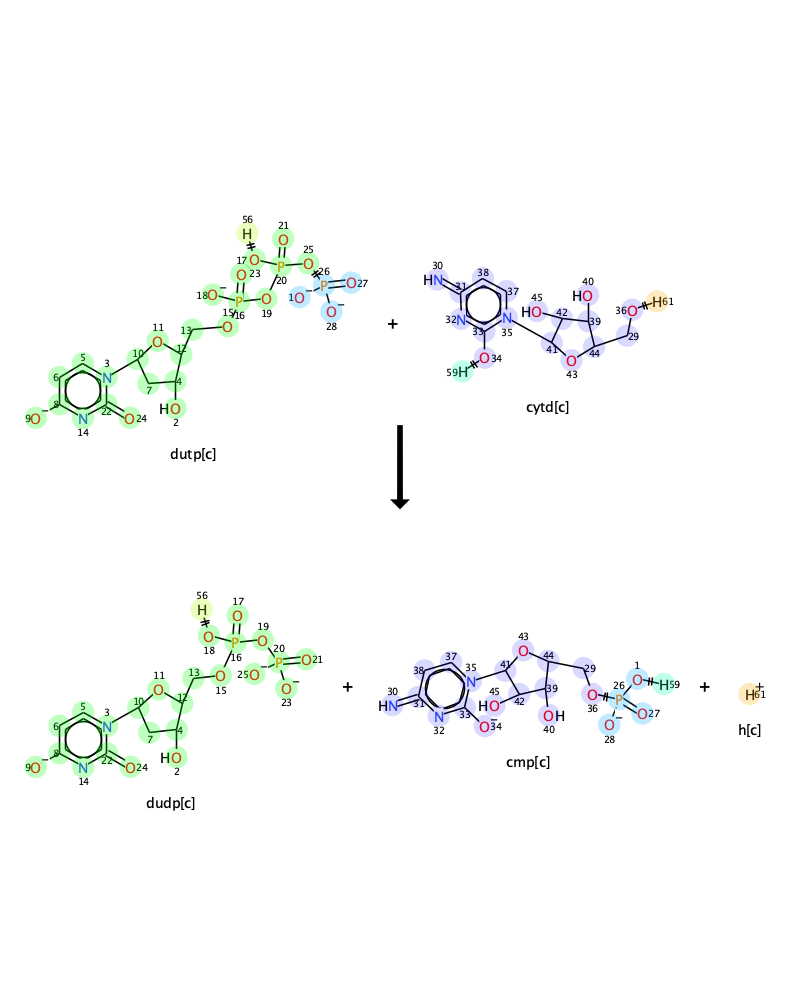 56
H
21
O
25
O
17
O 23
O
P
20
26
P
O 27
18 O−
P
16
O
19
1 O−
O−
28
15
O
13
11
O
12
10
3
N
5
6
4
7
HO
2
8
9 O−
N
14
22
O 24
dutp[c]
+
30
HN
31
38
37
32 N
33
N
35
O 34
59 H
45
HO
42
40
HO
39
41
O
43
44
36 O
H 61
29
cytd[c]
56
H
17
O
O
18
P
16
19
O
20
P
O 21
25 O−
O−
23
O
15
13
11
O
12
10
3
N
5
6
4
7
HO
2
8
9 O−
N
14
22
O 24
dudp[c]
+
43
O
44
41
37
38
35
N
30
HN
31
N
32
33
O−
34
45
HO
42
39
OH
40
29
O
36
26
P
1
O
H 59
O 27
O−
28
cmp[c]
+
H+ 61
h[c]